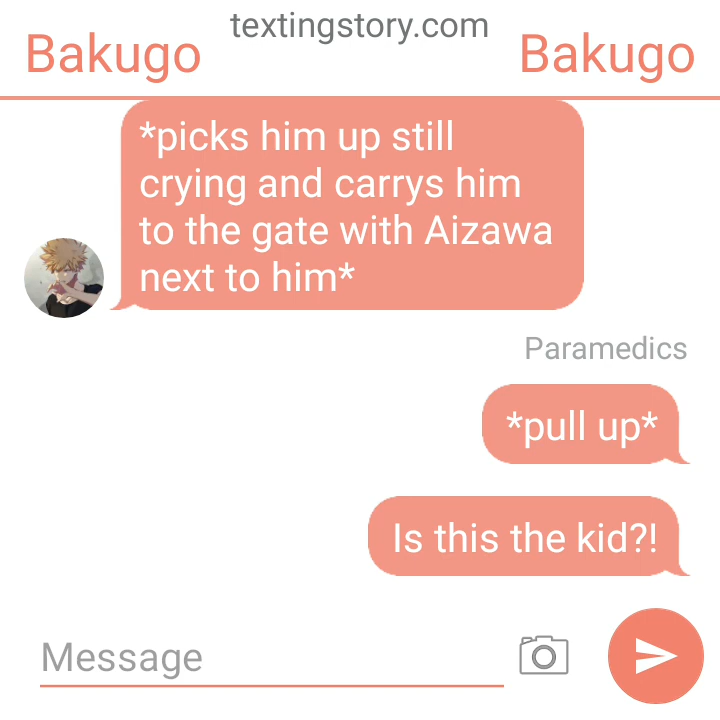 textingstory.com
Bakugo Bakugo
*picks him up still
crying and carrys him
to the gate with Aizawa
next to him*
Paramedics
*pull up*
Is this the kid?!
Message